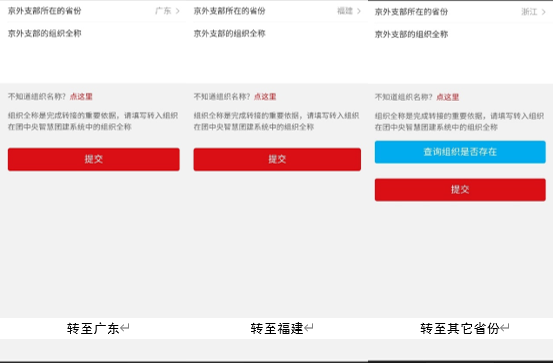 京外支部所在的省份 广东 >
京外支部的组织全称
不知道组织名称？点这里
组织全称是完成转接的重要依据，请填写转入组织
在团中央智慧团建系统中的组织全称
提交
转至广东↵
京外支部所在的省份 福建 >
京外支部的组织全称
不知道组织名称？点这里
组织全称是完成转接的重要依据，请填写转入组织
在团中央智慧团建系统中的组织全称
提交
转至福建↵
京外支部所在的省份 浙江 >
京外支部的组织全称
不知道组织名称？点这里
组织全称是完成转接的重要依据，请填写转入组织
在团中央智慧团建系统中的组织全称
查询组织是否存在
提交
转至其它省份↵